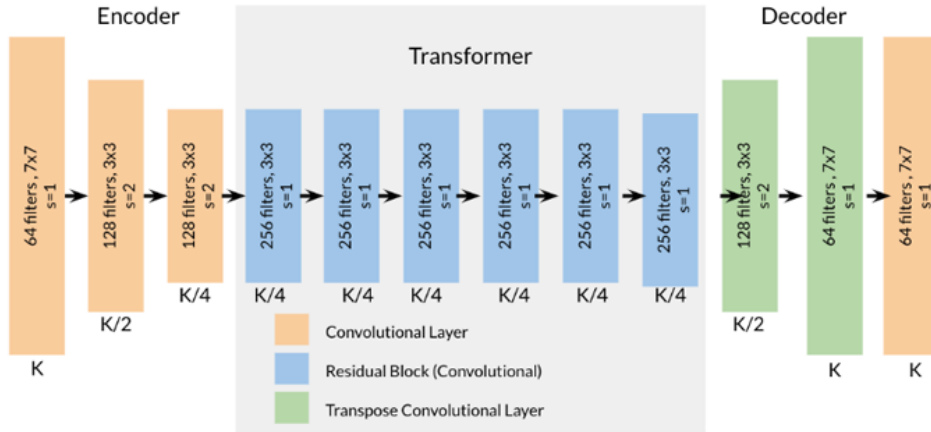 Encoder
Transformer
Decoder
64 filters, 7x7
s=1
128 filters, 3x3
s=2
128 filters, 3x3
s=2
256 filters, 3x3
s=1
256 filters, 3x3
s=1
256 filters, 3x3
s=1
256 filters, 3x3
s=1
256 filters, 3x3
s=1
256 filters, 3x3
s=1
128 filters, 3x3
s=2
64 filters, 7x7
s=1
64 filters, 7x7
s=1
K
K/2
K/4
K/4
K/4
K/4
K/4
K/4
K/4
K/2
K
K
Convolutional Layer
Residual Block (Convolutional)
Transpose Convolutional Layer